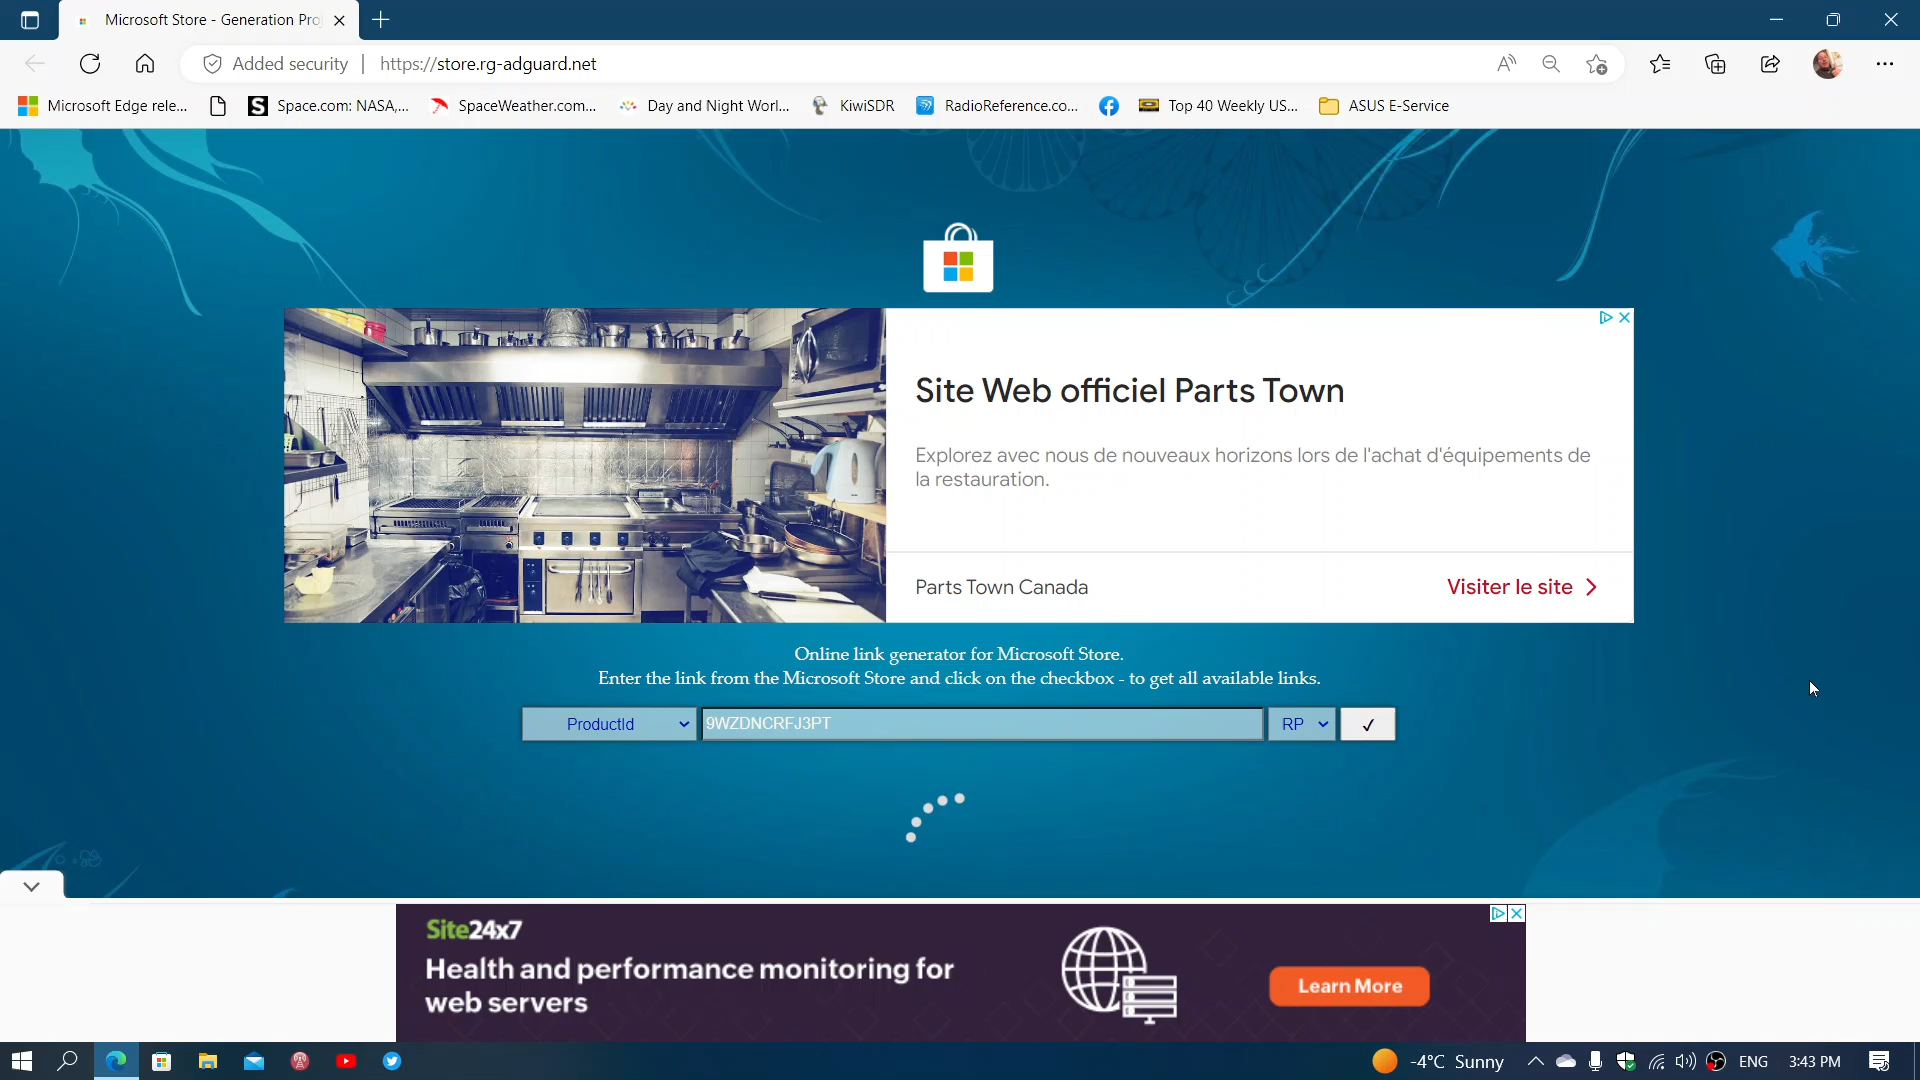 Microsoft Store - Generation Pro
Added security
https://store.rg-adguard.net
Microsoft Edge rele...
Space.com: NASA,...
SpaceWeather.com...
Day and Night Worl...
KiwiSDR
RadioReference.co...
Top 40 Weekly US...
ASUS E-Service
Site Web officiel Parts Town
Explorez avec nous de nouveaux horizons lors de l'achat d'équipements de
la restauration.
Parts Town Canada
Visiter le site
Online link generator for Microsoft Store.
Enter the link from the Microsoft Store and click on the checkbox - to get all available links.
ProductId
9WZDNCRFJ3PT
RP
Site24x7
Health and performance monitoring for
web servers
Learn More
-4°C Sunny
ENG
3:43 PM